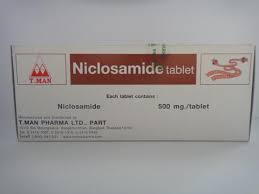 T.MAN
Niclosamide tablet
Each tablet contains :
Niclosamide 500 mg./tablet
Manufactured and Distributed by
T.MAN PHARMA LTD., PART